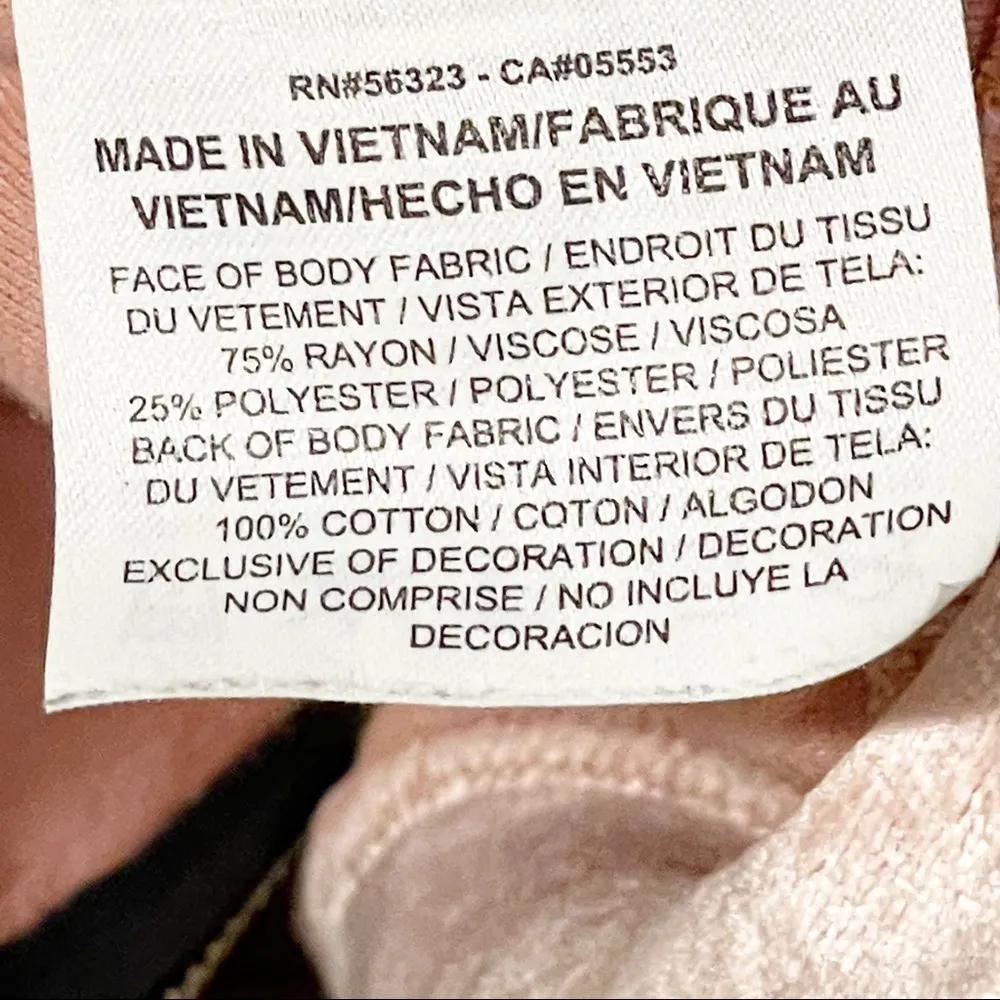 RN#56323 - CA#05553
MADE IN VIETNAM/FABRIQUE AU
VIETNAM/HECHO EN VIETNAM
FACE OF BODY FABRIC / ENDROIT DU TISSU
DU VETEMENT / VISTA EXTERIOR DE TELA:
75% RAYON / VISCOSE / VISCOSA
25% POLYESTER / POLYESTER / POLIESTER
BACK OF BODY FABRIC / ENVERS DU TISSU
DU VETEMENT / VISTA INTERIOR DE TELA:
100% COTTON / COTON / ALGODON
EXCLUSIVE OF DECORATION / DECORATION
NON COMPRISE / NO INCLUYE LA
DECORACION